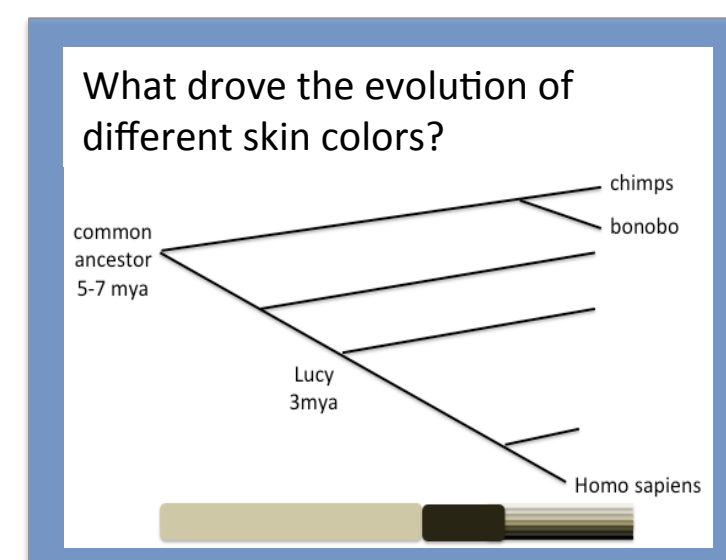 What drove the evolution of
different skin colors?
chimps
bonobo
common
ancestor
5-7 mya
Lucy
3mya
Homo sapiens